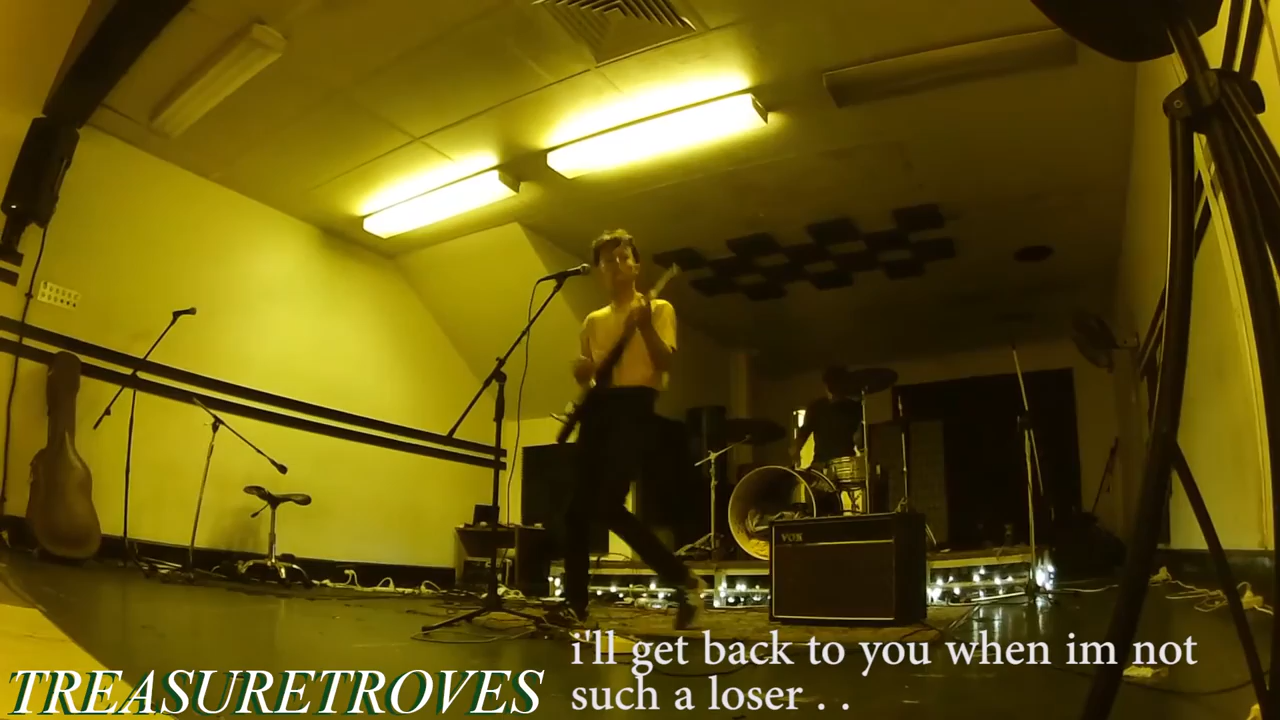 VOX
TREASURETROVES
i'll get back to you when im not
such a loser . .